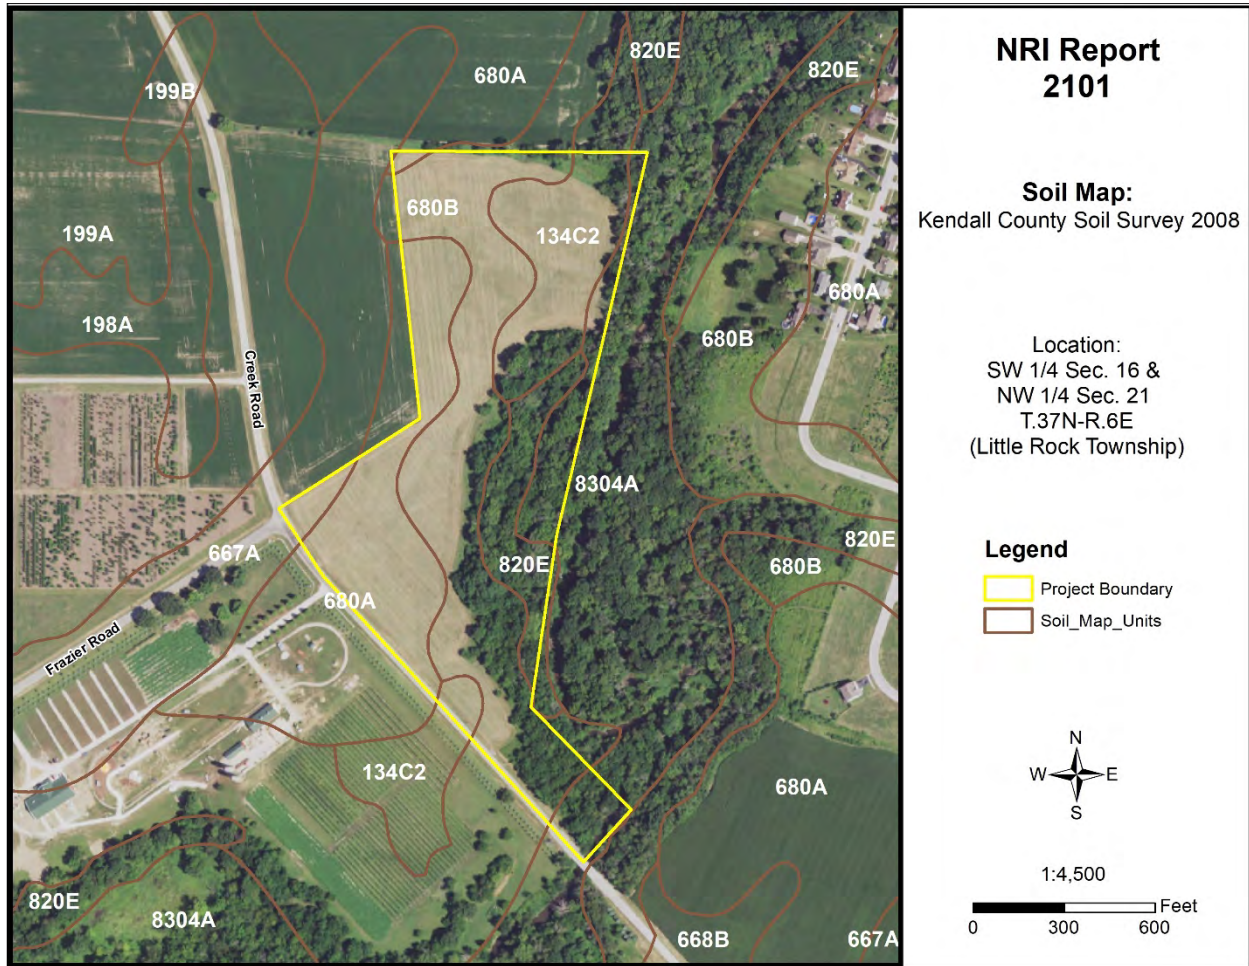 820E
820E
680A
199B
680B
134C2
199A
680A
198A
680B
Creek Road
8304A
667A
820E
680B
820E
680A
Frazier Road
134C2
680A
820E
8304A
668B
667A
NRI Report
2101
Soil Map:
Kendall County Soil Survey 2008
Location:
SW 1/4 Sec. 16 &
NW 1/4 Sec. 21
T.37N-R.6E
(Little Rock Township)
Legend
Project Boundary
Soil_Map_Units
N
W E
S
1:4,500
Feet
0 300 600